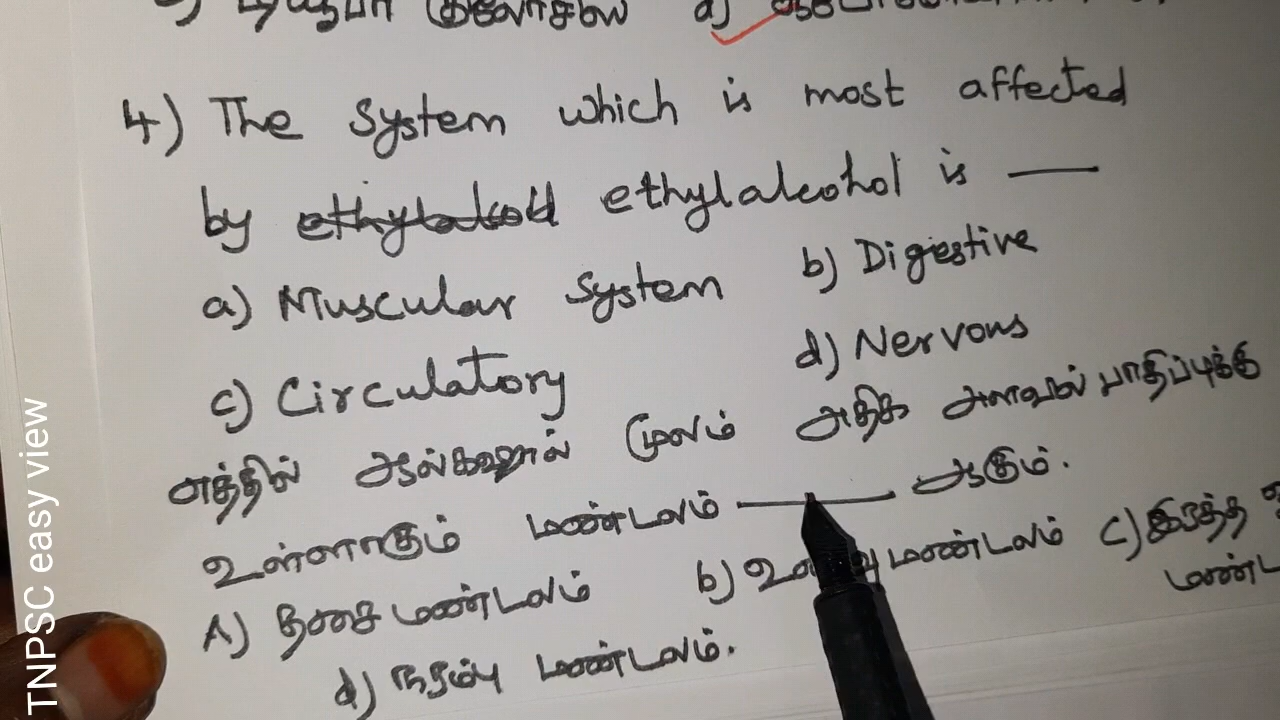 குளோசலை a)
4) The System which is most affected
by ethylalcohol is —
a) Muscular System b) Digestive
c) Circulatory d) Nervous
எத்தில் ஆல்கஹால் மூலம் அதிக அளவில் பாதிப்புக்கு
உள்ளாகும் மண்டலம் — ஆகும்.
A) தசை மண்டலம் b) மண்டலம் c) இரத்த
d) நரம்பு மண்டலம்.
TNPSC easy view